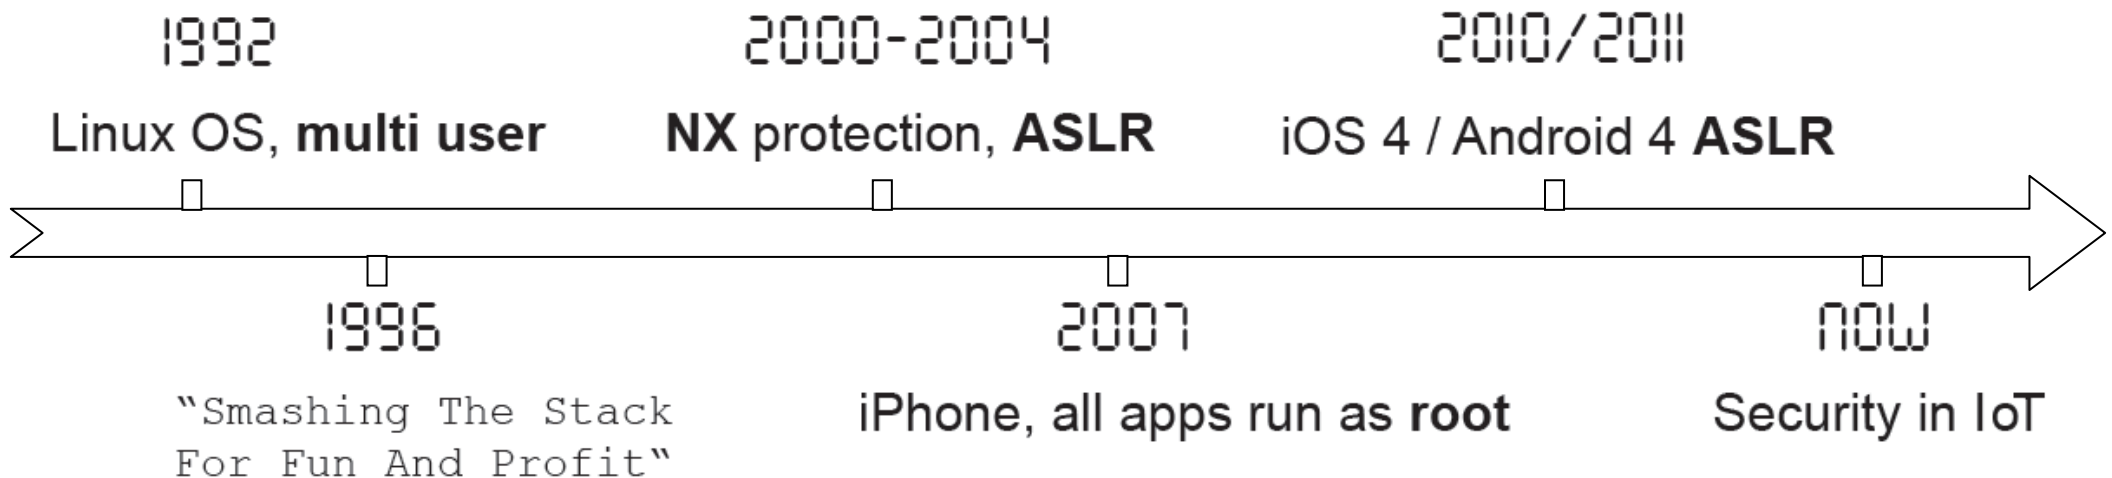 1992
Linux OS, multi user
2000-2004
NX protection, ASLR
2010/2011
iOS 4 / Android 4 ASLR
1996
“Smashing The Stack
For Fun And Profit“
2007
iPhone, all apps run as root
NOW
Security in IoT